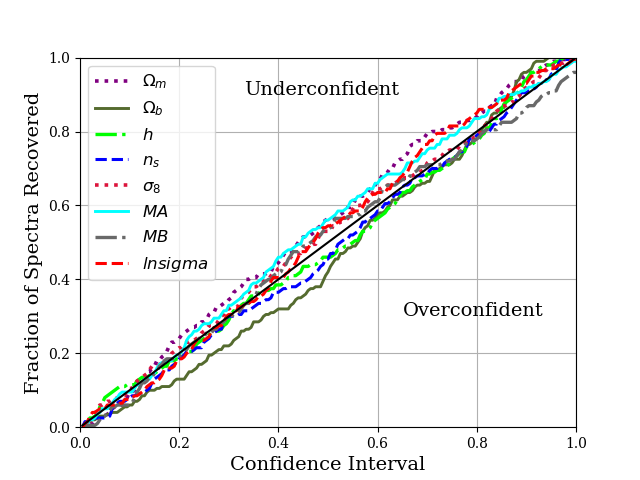 Underconfident
Overconfident
Ωm
Ωb
h
ns
σ8
MA
MB
lnsigma
Fraction of Spectra Recovered
1.0
0.8
0.6
0.4
0.2
0.0
0.0 0.2 0.4 0.6 0.8 1.0
Confidence Interval